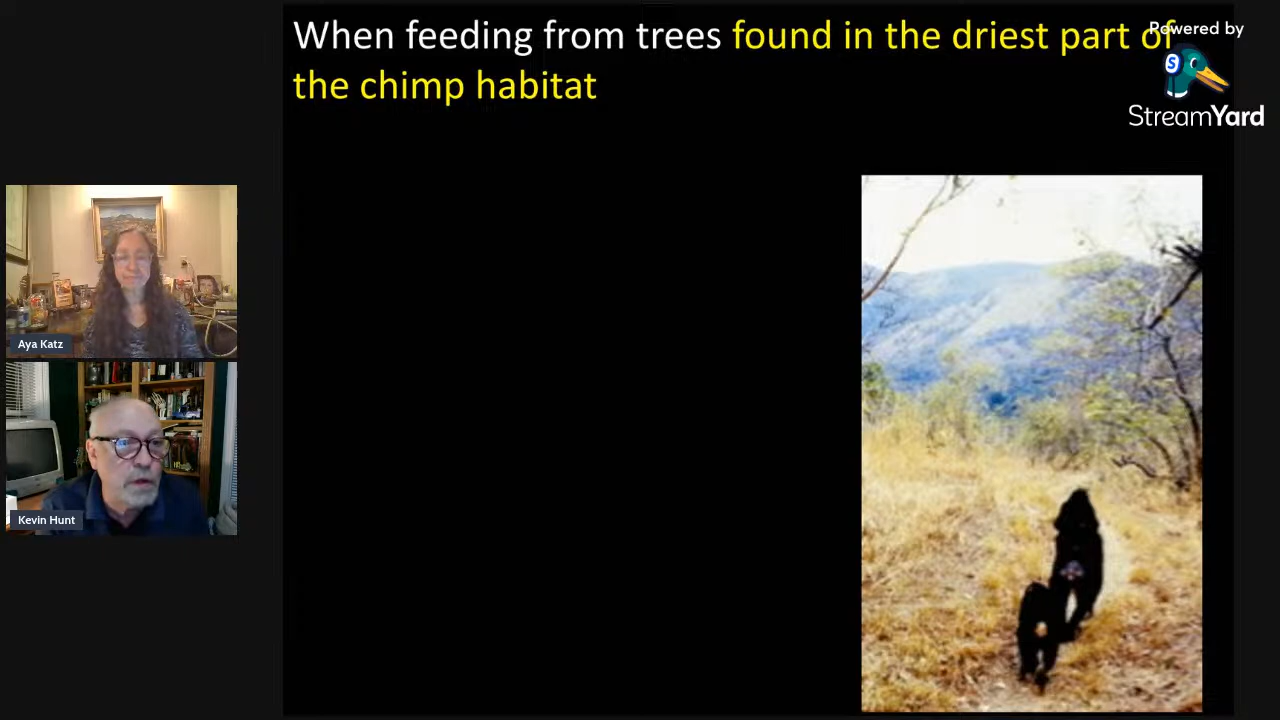 When feeding from trees found in the driest part of
the chimp habitat
Powered by
S
StreamYard
Aya Katz
Kevin Hunt